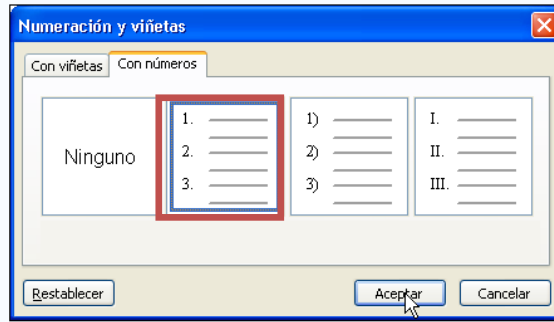 Numeración y viñetas
Con viñetas Con números
Ninguno
1.
2.
3.
1)
2)
3)
I.
II.
III.
Restablecer Aceptar Cancelar